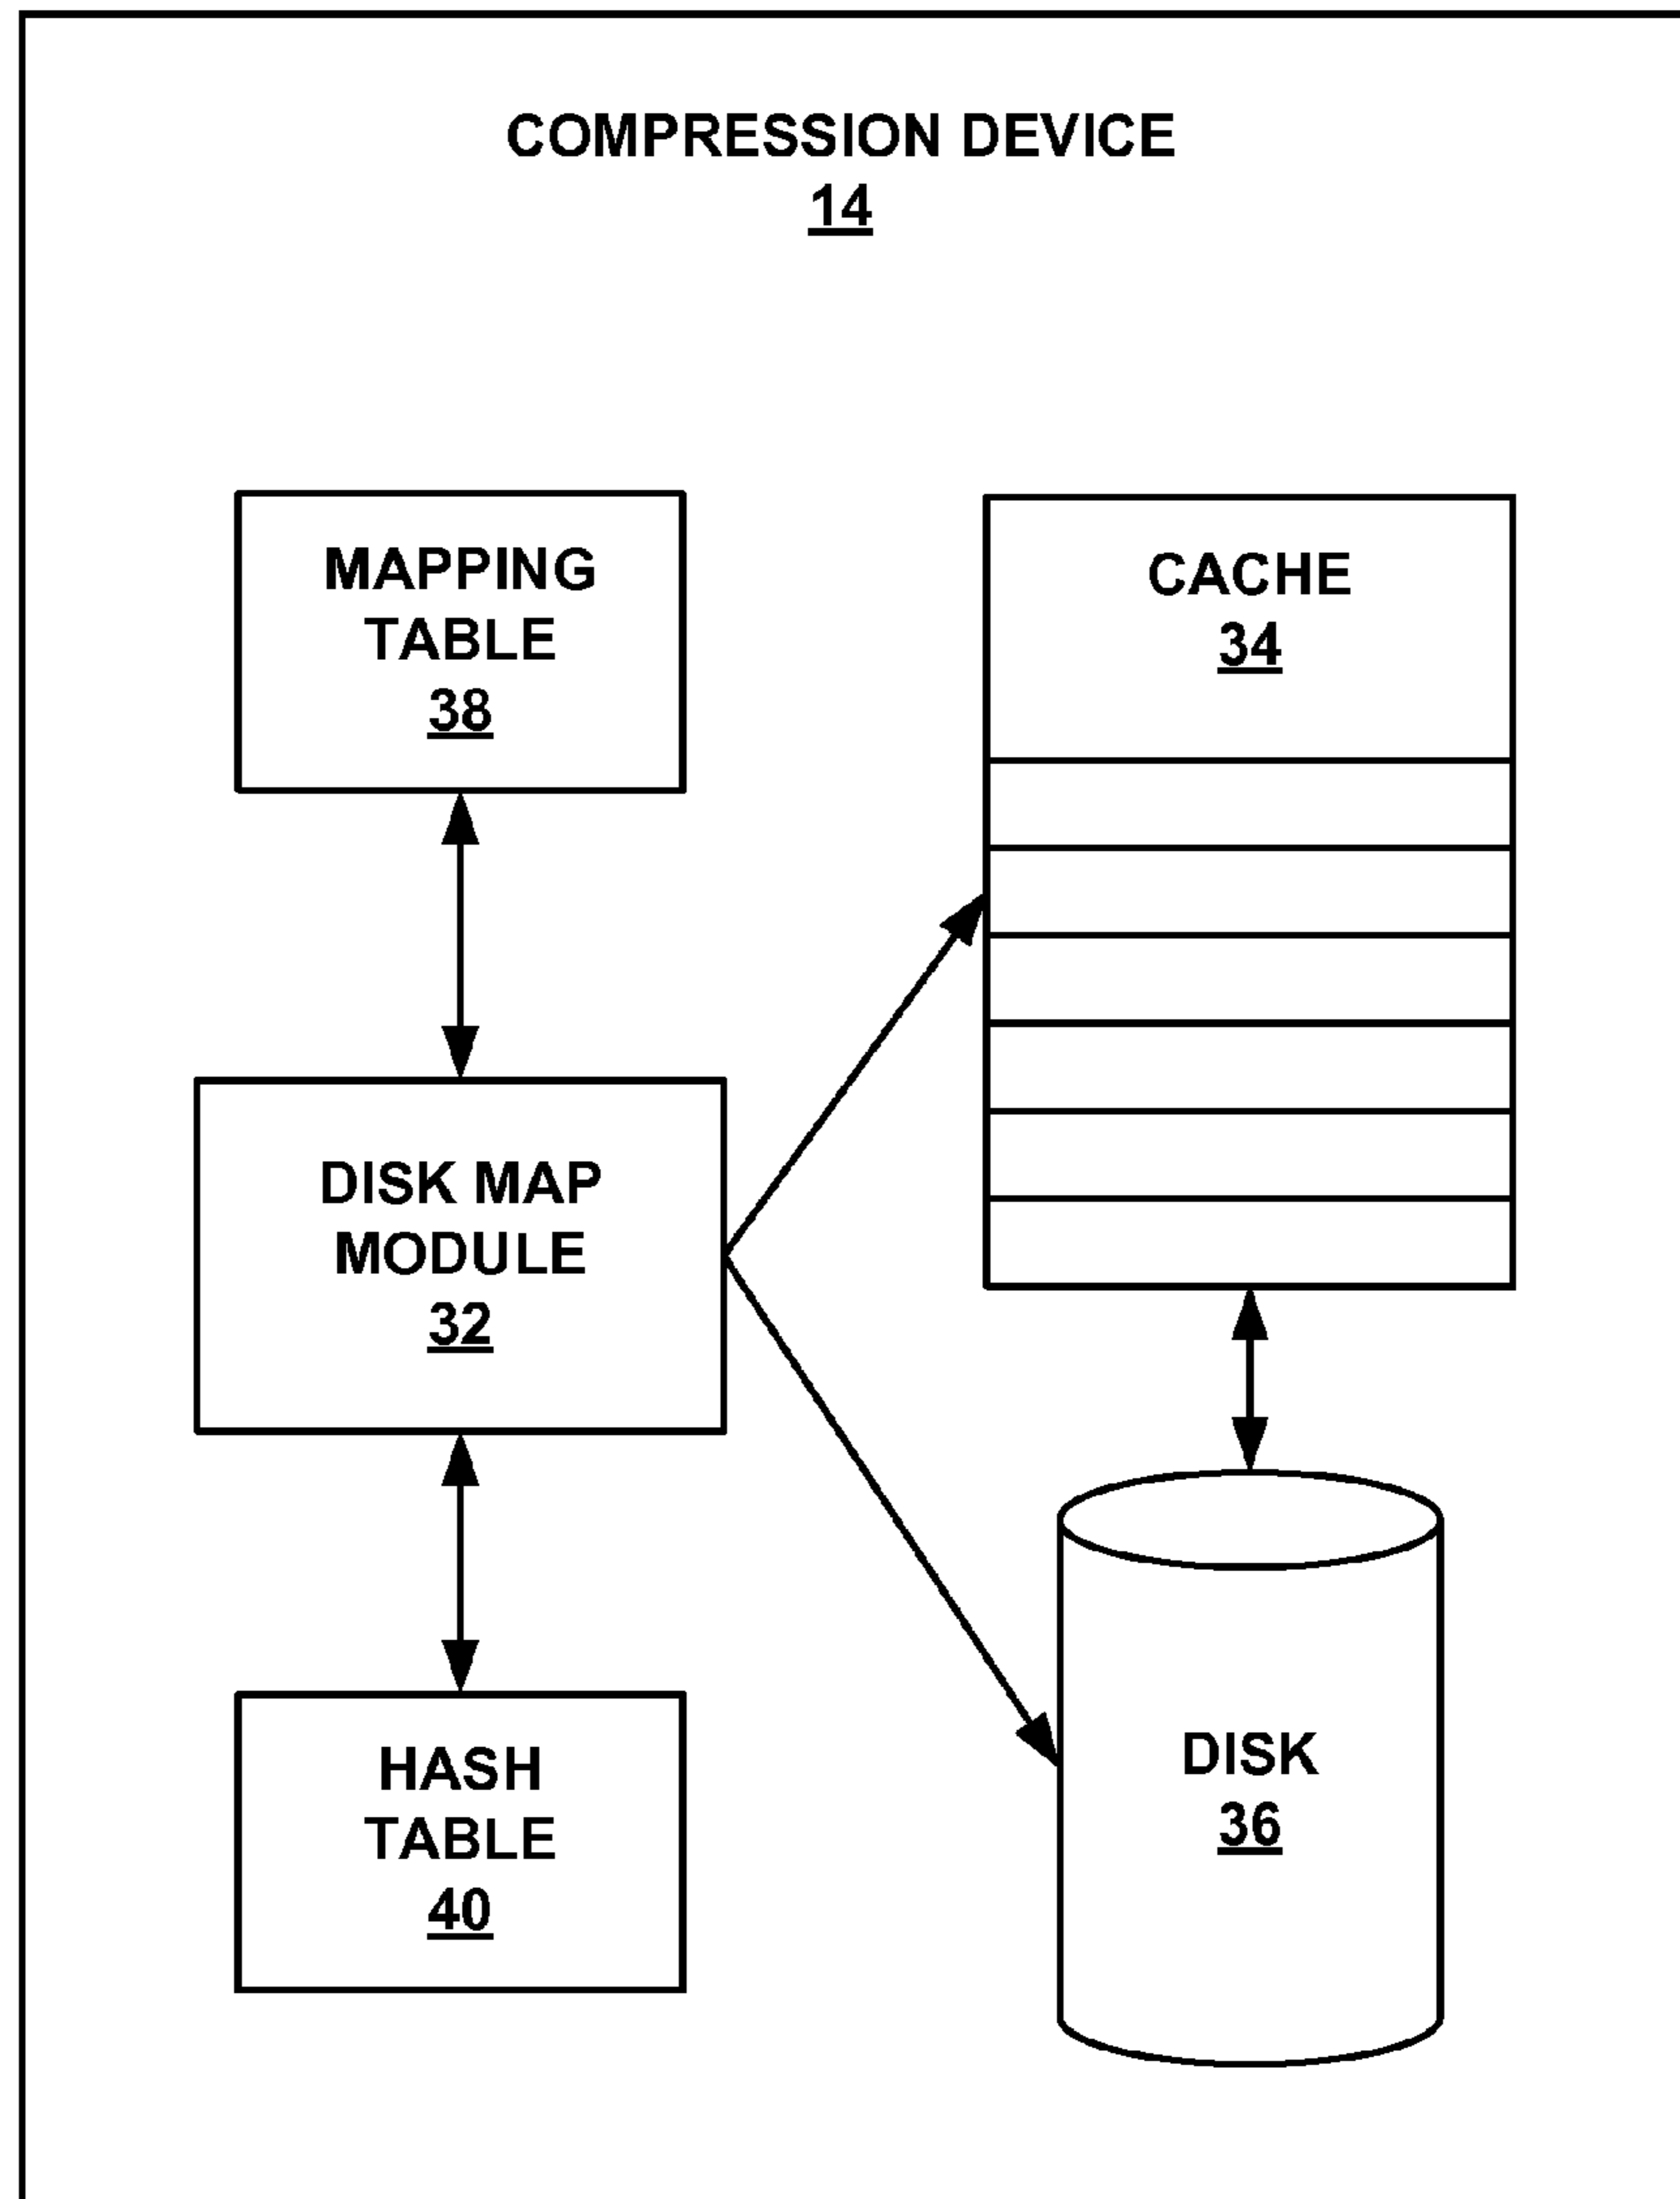 COMPRESSION DEVICE
14
MAPPING
TABLE
38
CACHE
34
DISK MAP
MODULE
32
HASH
TABLE
40
DISK
36